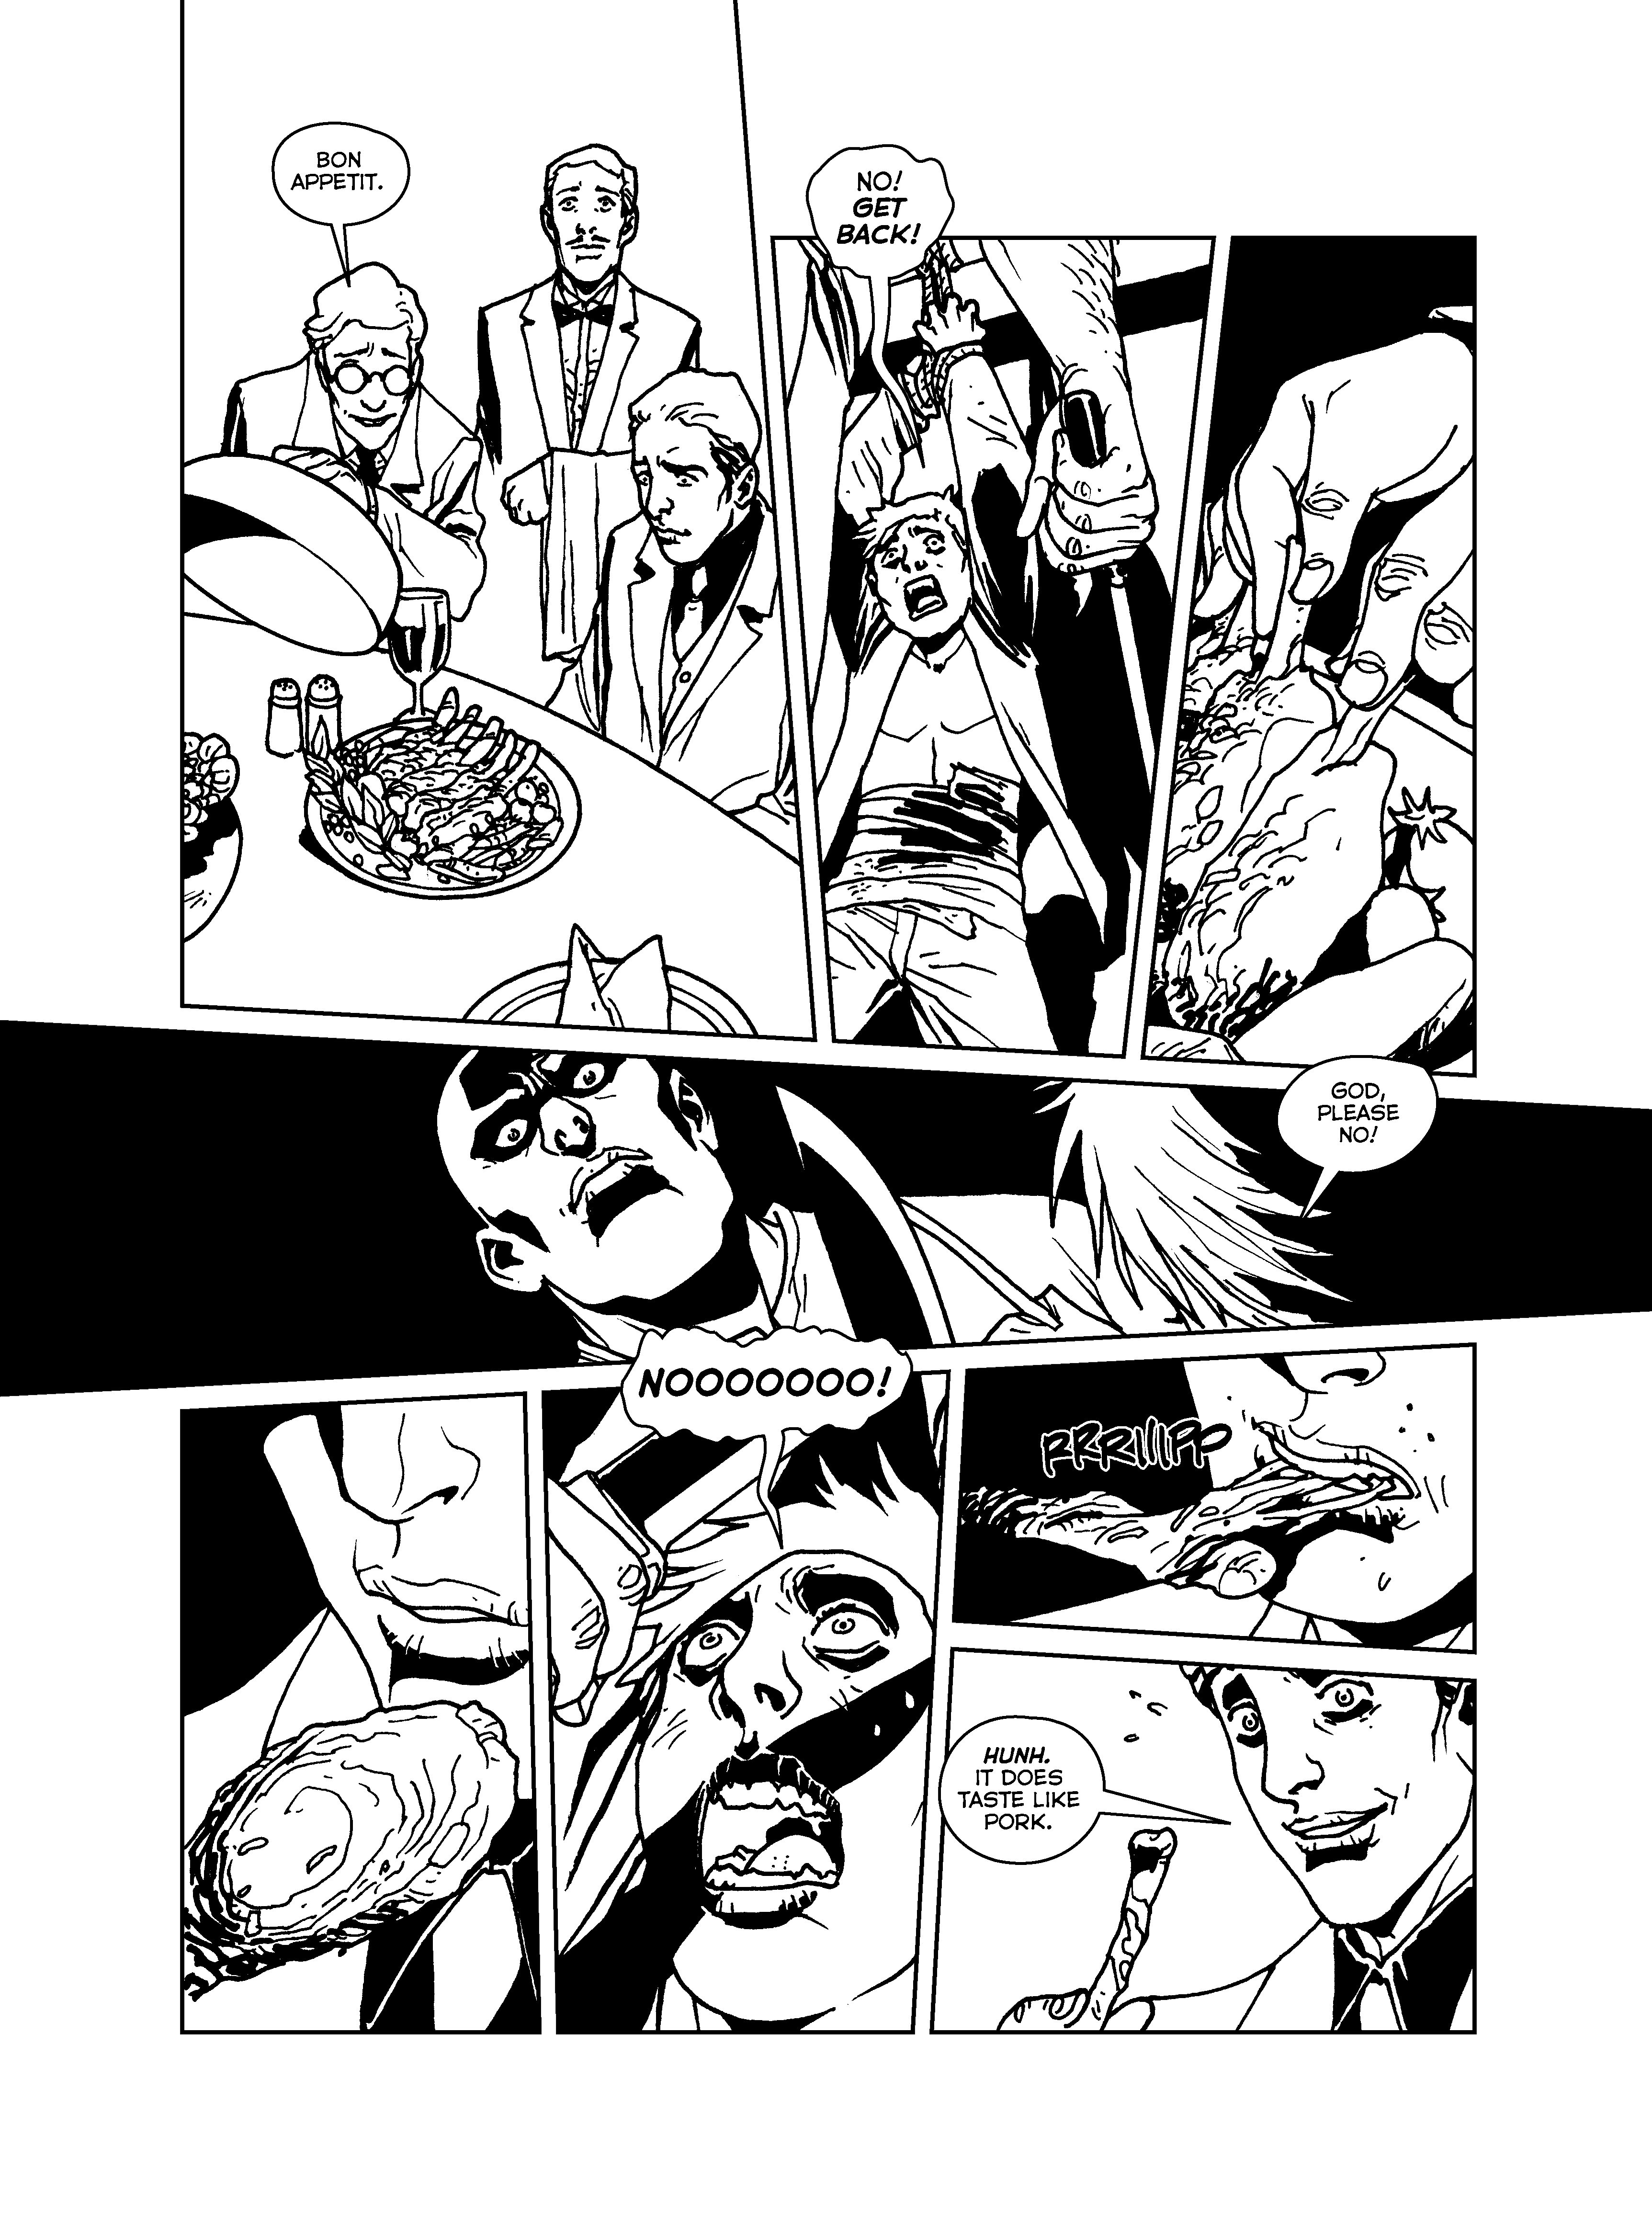 BON
APPETIT.
NO!
GET
BACK!
GOD,
PLEASE
NO!
NOOOOOOO!
RRRIIIPP
HUNH.
IT DOES
TASTE LIKE
PORK.